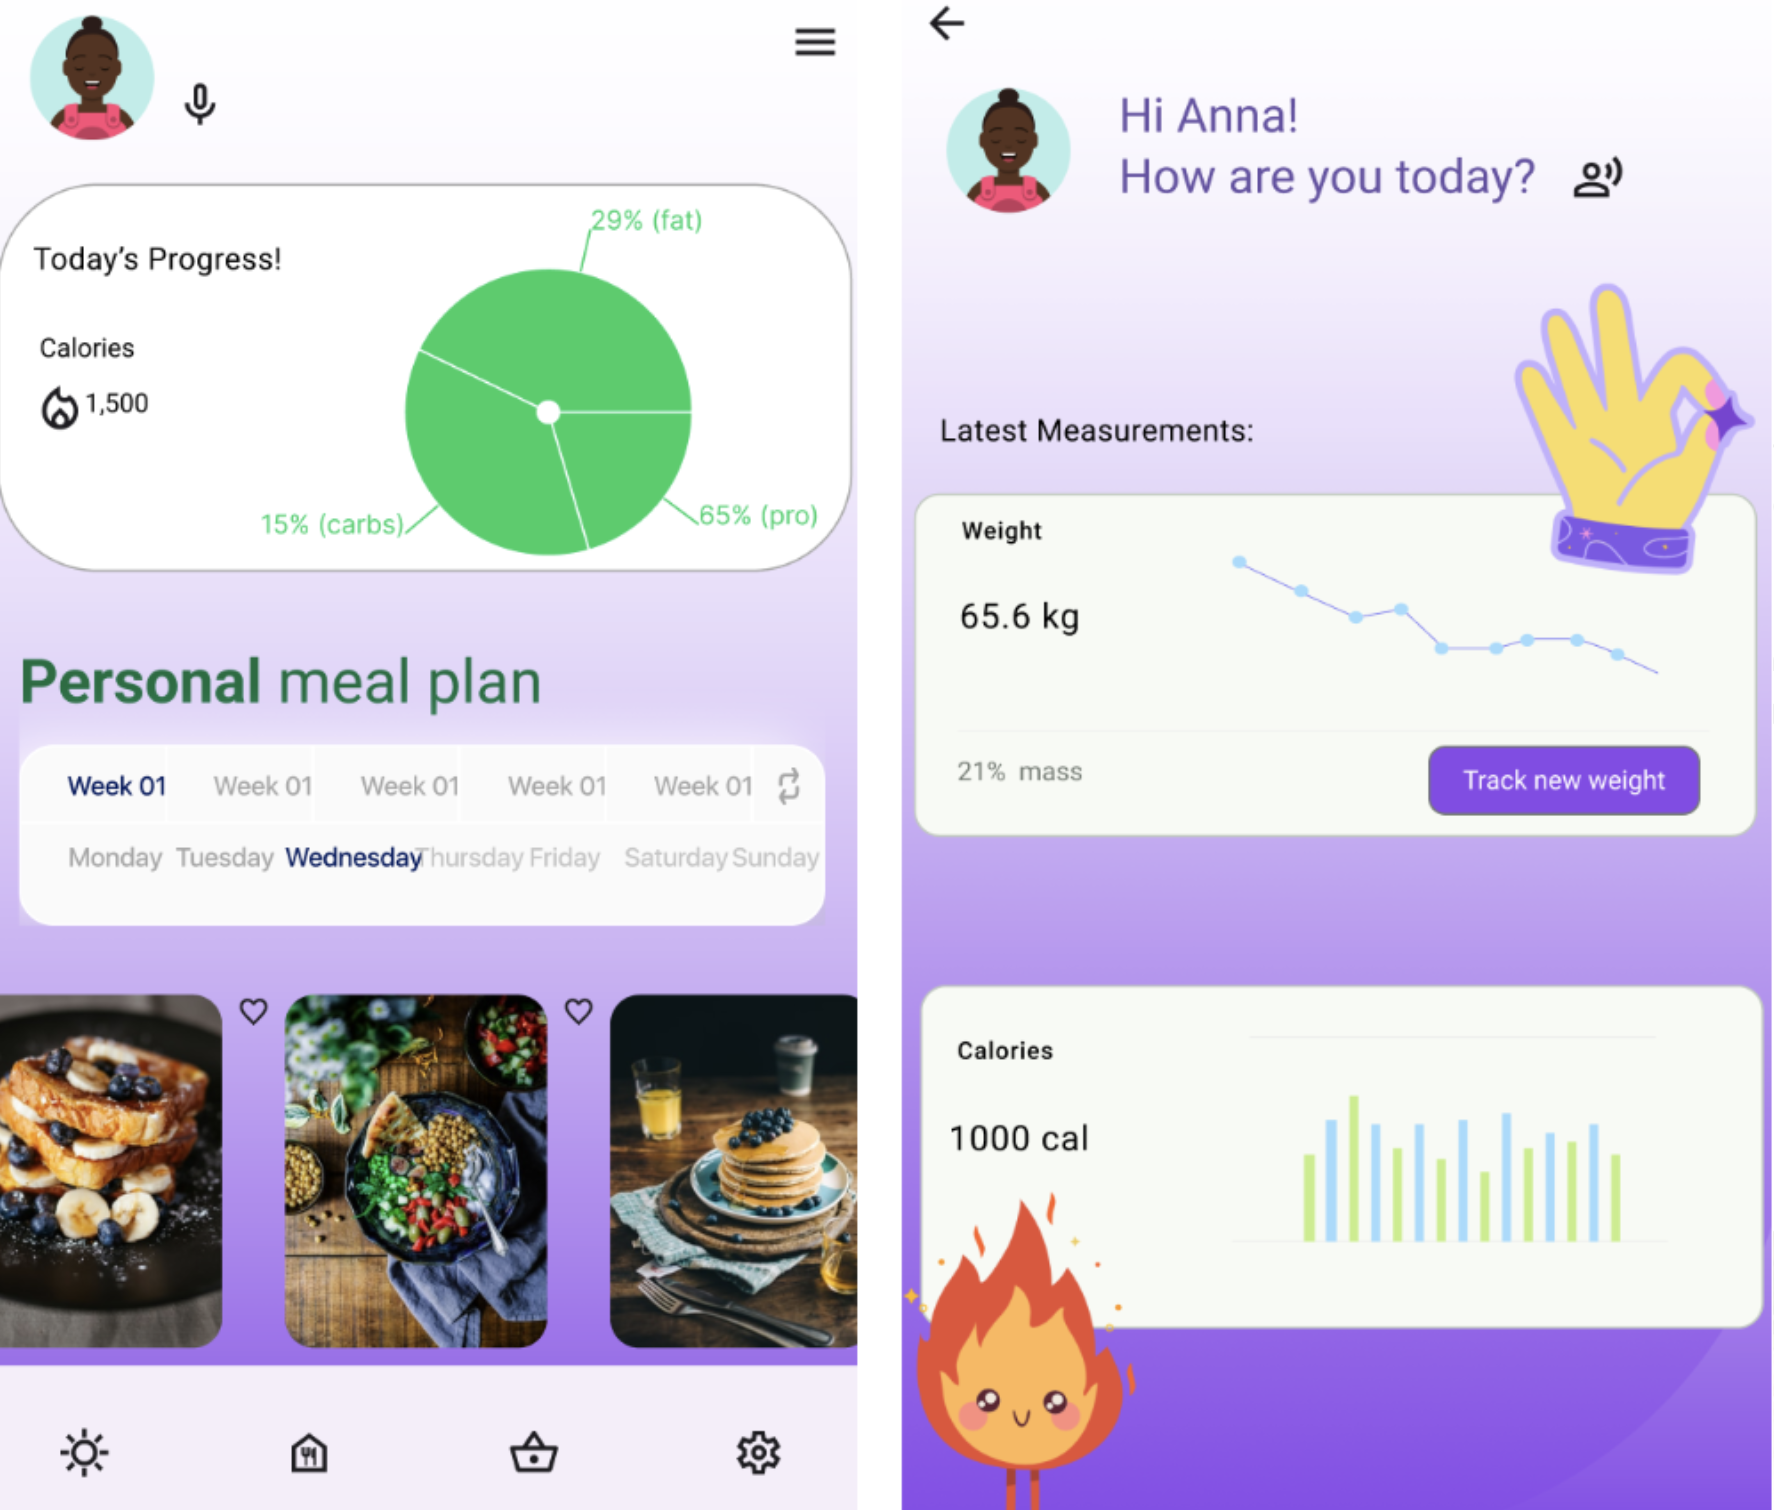 29% (fat)
Today's Progress!
Calories
1,500
15% (carbs)
65% (pro)
Personal meal plan
Week 01 Week 01 Week 01 Week 01 Week 01
Monday Tuesday Wednesday Thursday Friday Saturday Sunday
Hi Anna!
How are you today?
Latest Measurements:
Weight
65.6 kg
21% mass
Track new weight
Calories
1000 cal